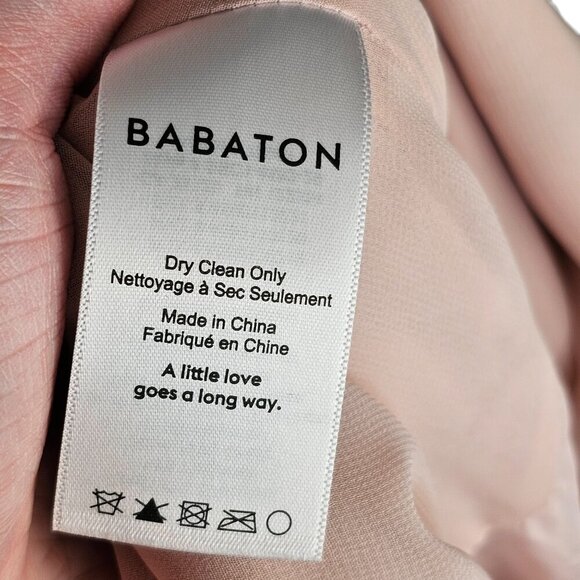 BABATON
Dry Clean Only
Nettoyage à Sec Seulement
Made in China
Fabriqué en Chine
A little love
goes a long way.